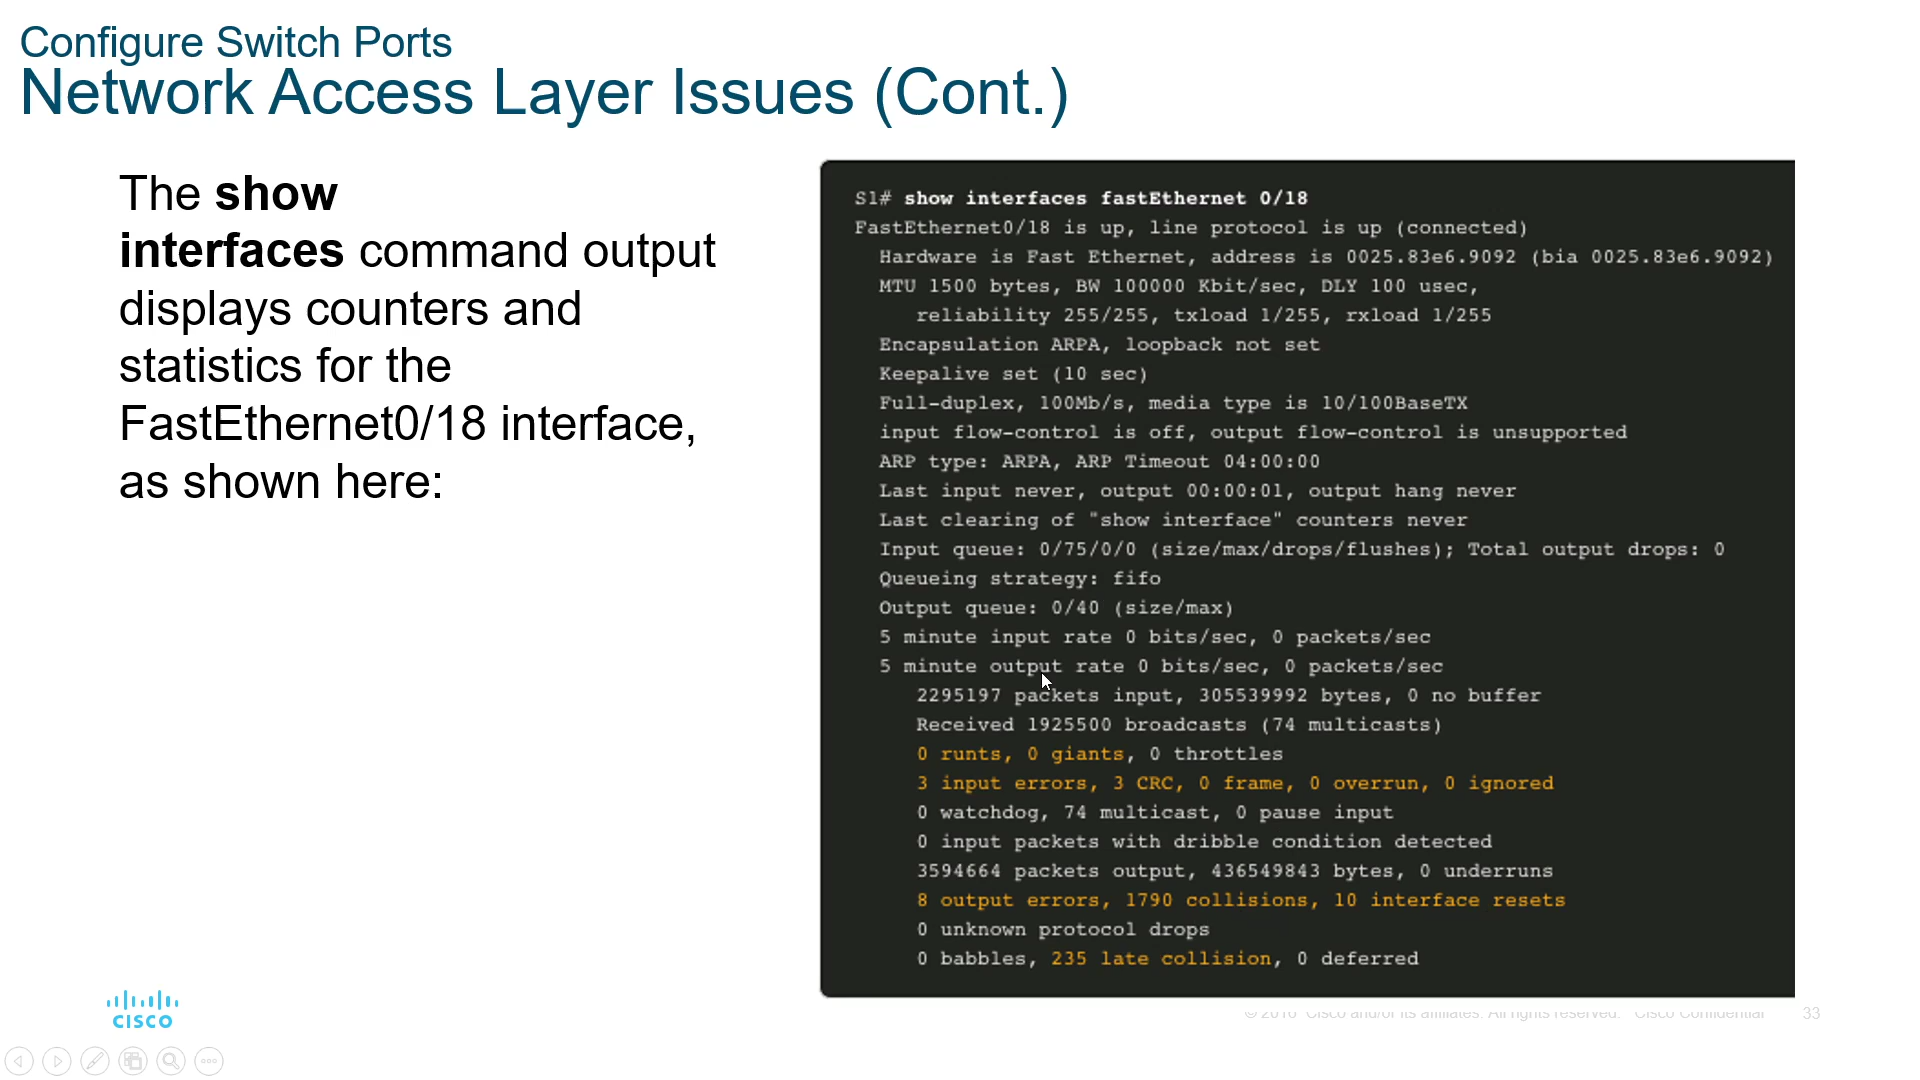 Configure Switch Ports
Network Access Layer Issues (Cont.)
The show
interfaces command output
displays counters and
statistics for the
FastEthernet0/18 interface,
as shown here:
S1# show interfaces fastEthernet 0/18
FastEthernet0/18 is up, line protocol is up (connected)
Hardware is Fast Ethernet, address is 0025.83e6.9092 (bia 0025.83e6.9092)
MTU 1500 bytes, BW 100000 Kbit/sec, DLY 100 usec,
reliability 255/255, txload 1/255, rxload 1/255
Encapsulation ARPA, loopback not set
Keepalive set (10 sec)
Full-duplex, 100Mb/s, media type is 10/100BaseTX
input flow-control is off, output flow-control is unsupported
ARP type: ARPA, ARP Timeout 04:00:00
Last input never, output 00:00:01, output hang never
Last clearing of "show interface" counters never
Input queue: 0/75/0/0 (size/max/drops/flushes); Total output drops: 0
Queueing strategy: fifo
Output queue: 0/40 (size/max)
5 minute input rate 0 bits/sec, 0 packets/sec
5 minute output rate 0 bits/sec, 0 packets/sec
2295197 packets input, 305539992 bytes, 0 no buffer
Received 1925500 broadcasts (74 multicasts)
0 runts, 0 giants, 0 throttles
3 input errors, 3 CRC, 0 frame, 0 overrun, 0 ignored
0 watchdog, 74 multicast, 0 pause input
0 input packets with dribble condition detected
3594664 packets output, 436549843 bytes, 0 underruns
8 output errors, 1790 collisions, 10 interface resets
0 unknown protocol drops
0 babbles, 235 late collision, 0 deferred
CISCO
© 2016 Cisco and/or its affiliates. All rights reserved. Cisco Confidential
33